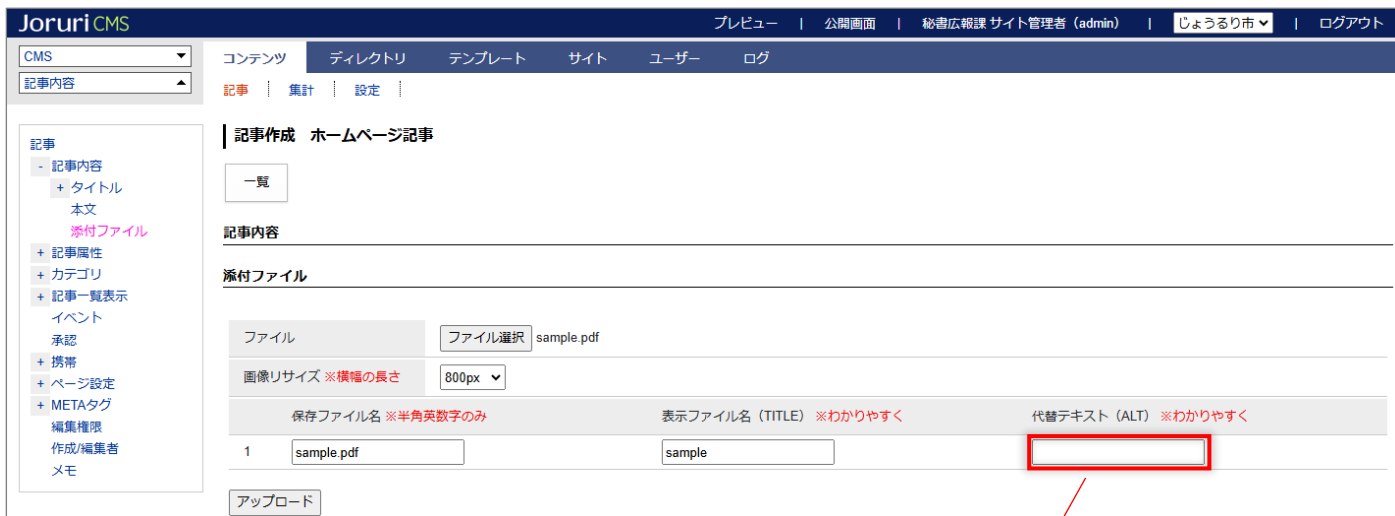 Joruri CMS プレビュー | 公開画面 | 秘書広報課 サイト管理者（admin） | じょうるり市 | ログアウト
CMS
記事内容
コンテンツ ディレクトリ テンプレート サイト ユーザー ログ
記事 集計 設定
記事
- 記事内容
+ タイトル
本文
添付ファイル
+ 記事属性
+ カテゴリ
+ 記事一覧表示
イベント
承認
+ 携帯
+ ページ設定
+ METAタグ
編集権限
作成/編集者
メモ
記事作成 ホームページ記事
一覧
記事内容
添付ファイル
ファイル ファイル選択 sample.pdf
画像リサイズ ※横幅の長さ 800px
保存ファイル名 ※半角英数字のみ 表示ファイル名（TITLE） ※わかりやすく 代替テキスト（ALT） ※わかりやすく
1 sample.pdf sample
アップロード